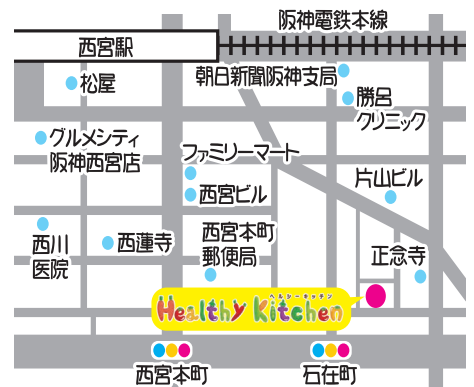 阪神電鉄本線
西宮駅
松屋
朝日新聞阪神支局
勝呂
クリニック
グルメシティ
阪神西宮店
ファミリーマート
西宮ビル
片山ビル
西川
医院
西蓮寺
西宮本町
郵便局
正念寺
ヘルシーキッチン
Healthy Kitchen
西宮本町
石在町